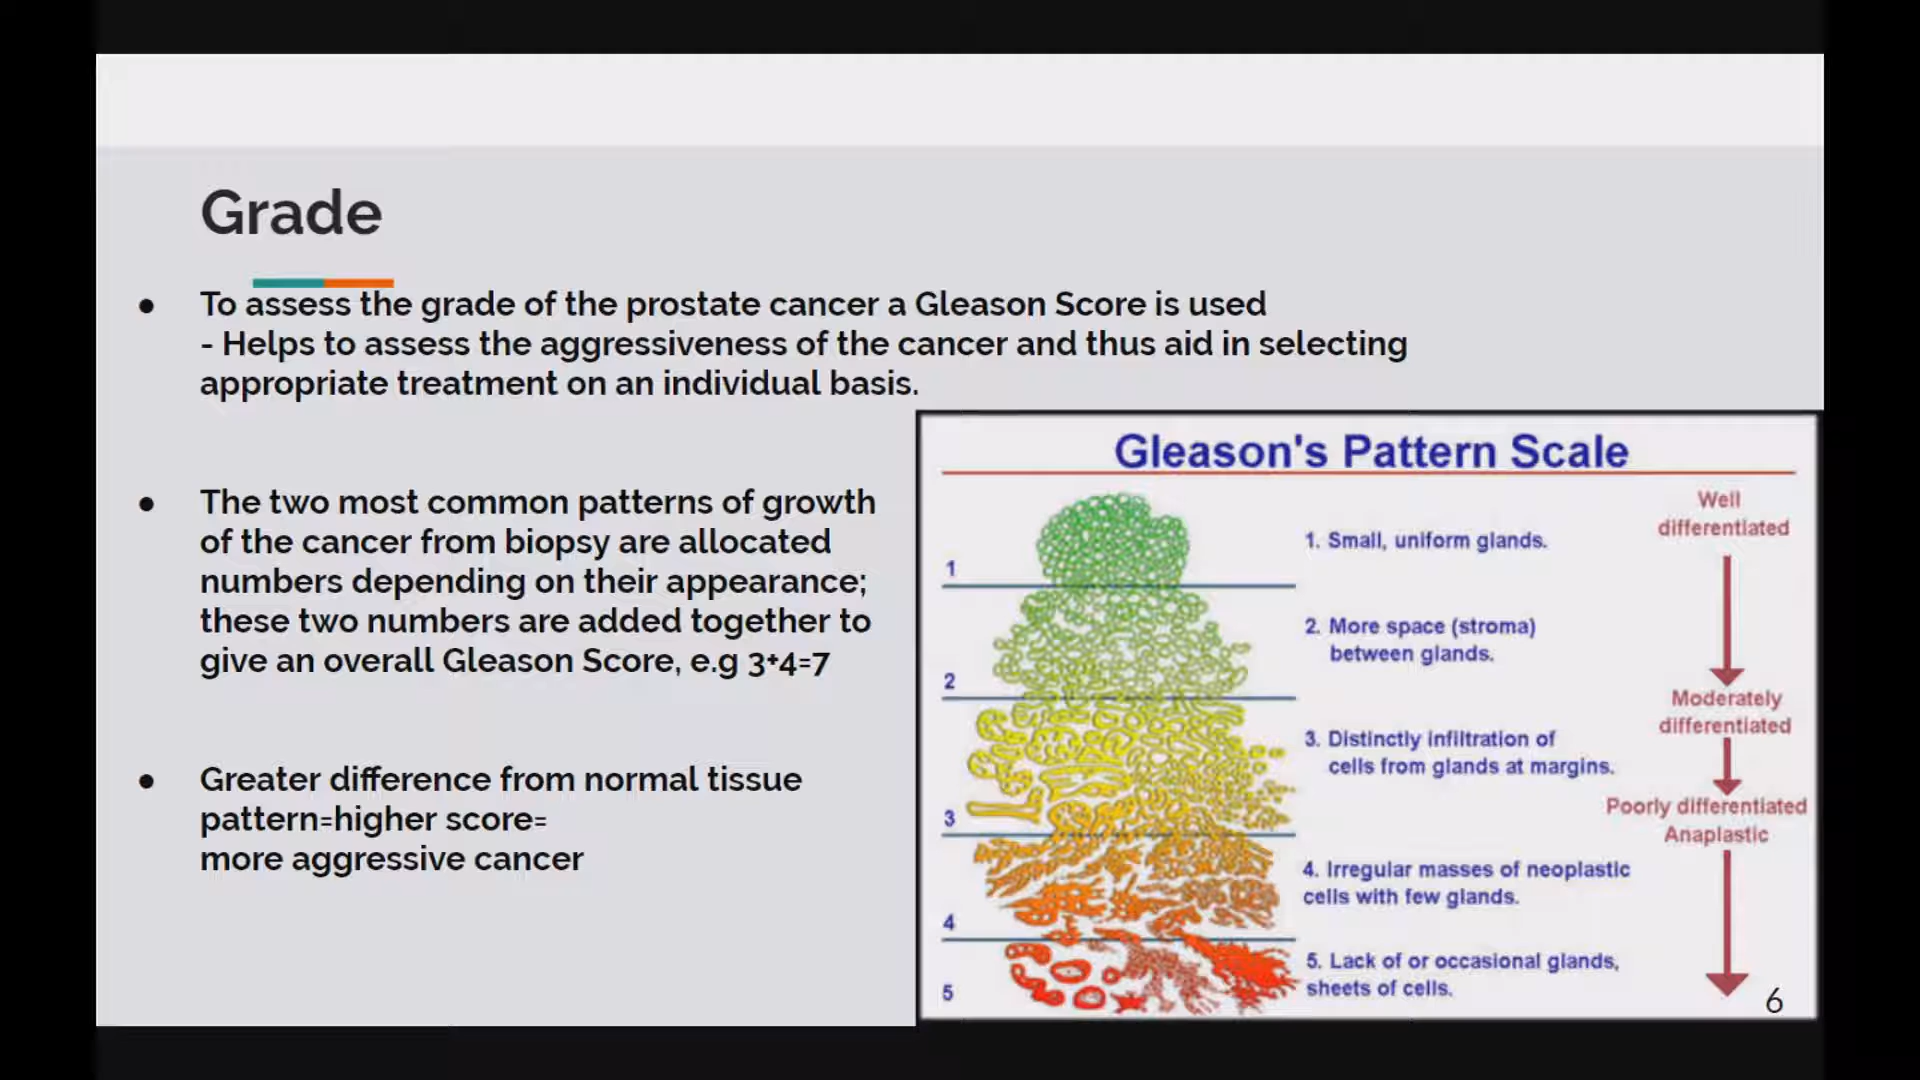 Grade
● To assess the grade of the prostate cancer a Gleason Score is used
- Helps to assess the aggressiveness of the cancer and thus aid in selecting
appropriate treatment on an individual basis.
● The two most common patterns of growth
of the cancer from biopsy are allocated
numbers depending on their appearance;
these two numbers are added together to
give an overall Gleason Score, e.g 3+4=7
● Greater difference from normal tissue
pattern=higher score=
more aggressive cancer
Gleason's Pattern Scale
1
2
3
4
5
1. Small, uniform glands.
2. More space (stroma)
between glands.
3. Distinctly infiltration of
cells from glands at margins.
4. Irregular masses of neoplastic
cells with few glands.
5. Lack of or occasional glands,
sheets of cells.
Well
differentiated
Moderately
differentiated
Poorly differentiated
Anaplastic
6